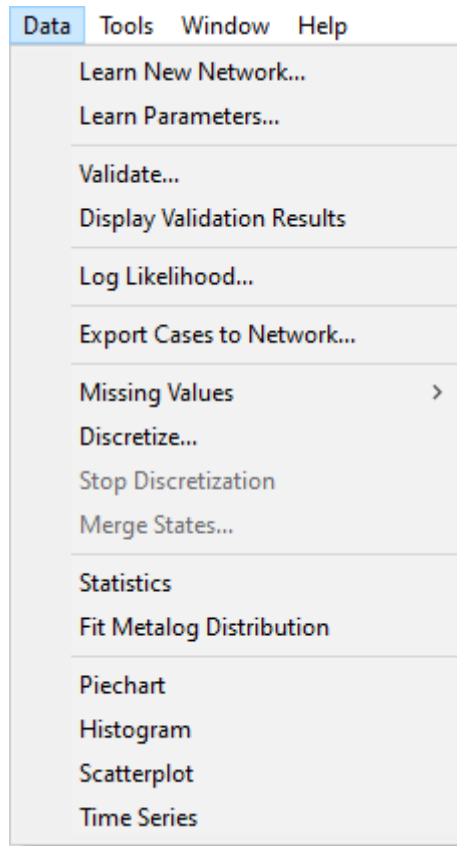 Data Tools Window Help
Learn New Network...
Learn Parameters...
Validate...
Display Validation Results
Log Likelihood...
Export Cases to Network...
Missing Values >
Discretize...
Stop Discretization
Merge States...
Statistics
Fit Metalog Distribution
Piechart
Histogram
Scatterplot
Time Series